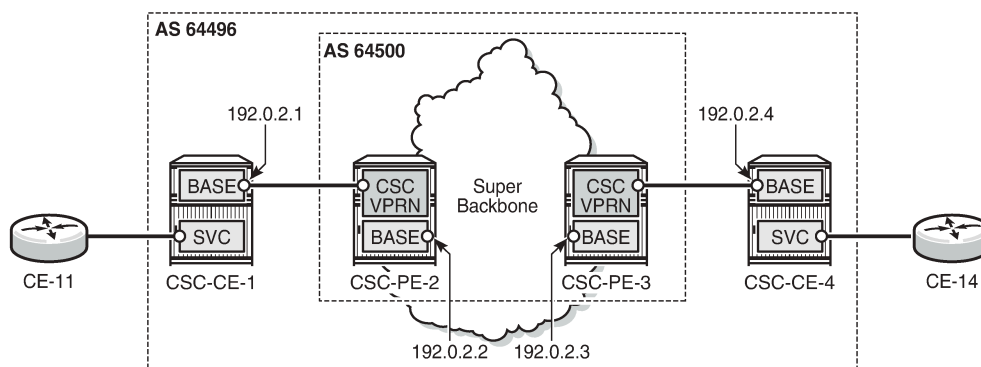 AS 64496
AS 64500
192.0.2.1
192.0.2.4
BASE
CSC
VPRN
Super
Backbone
CSC
VPRN
BASE
SVC
BASE
BASE
SVC
CE-11
CSC-CE-1
CSC-PE-2
CSC-PE-3
CSC-CE-4
CE-14
192.0.2.2
192.0.2.3